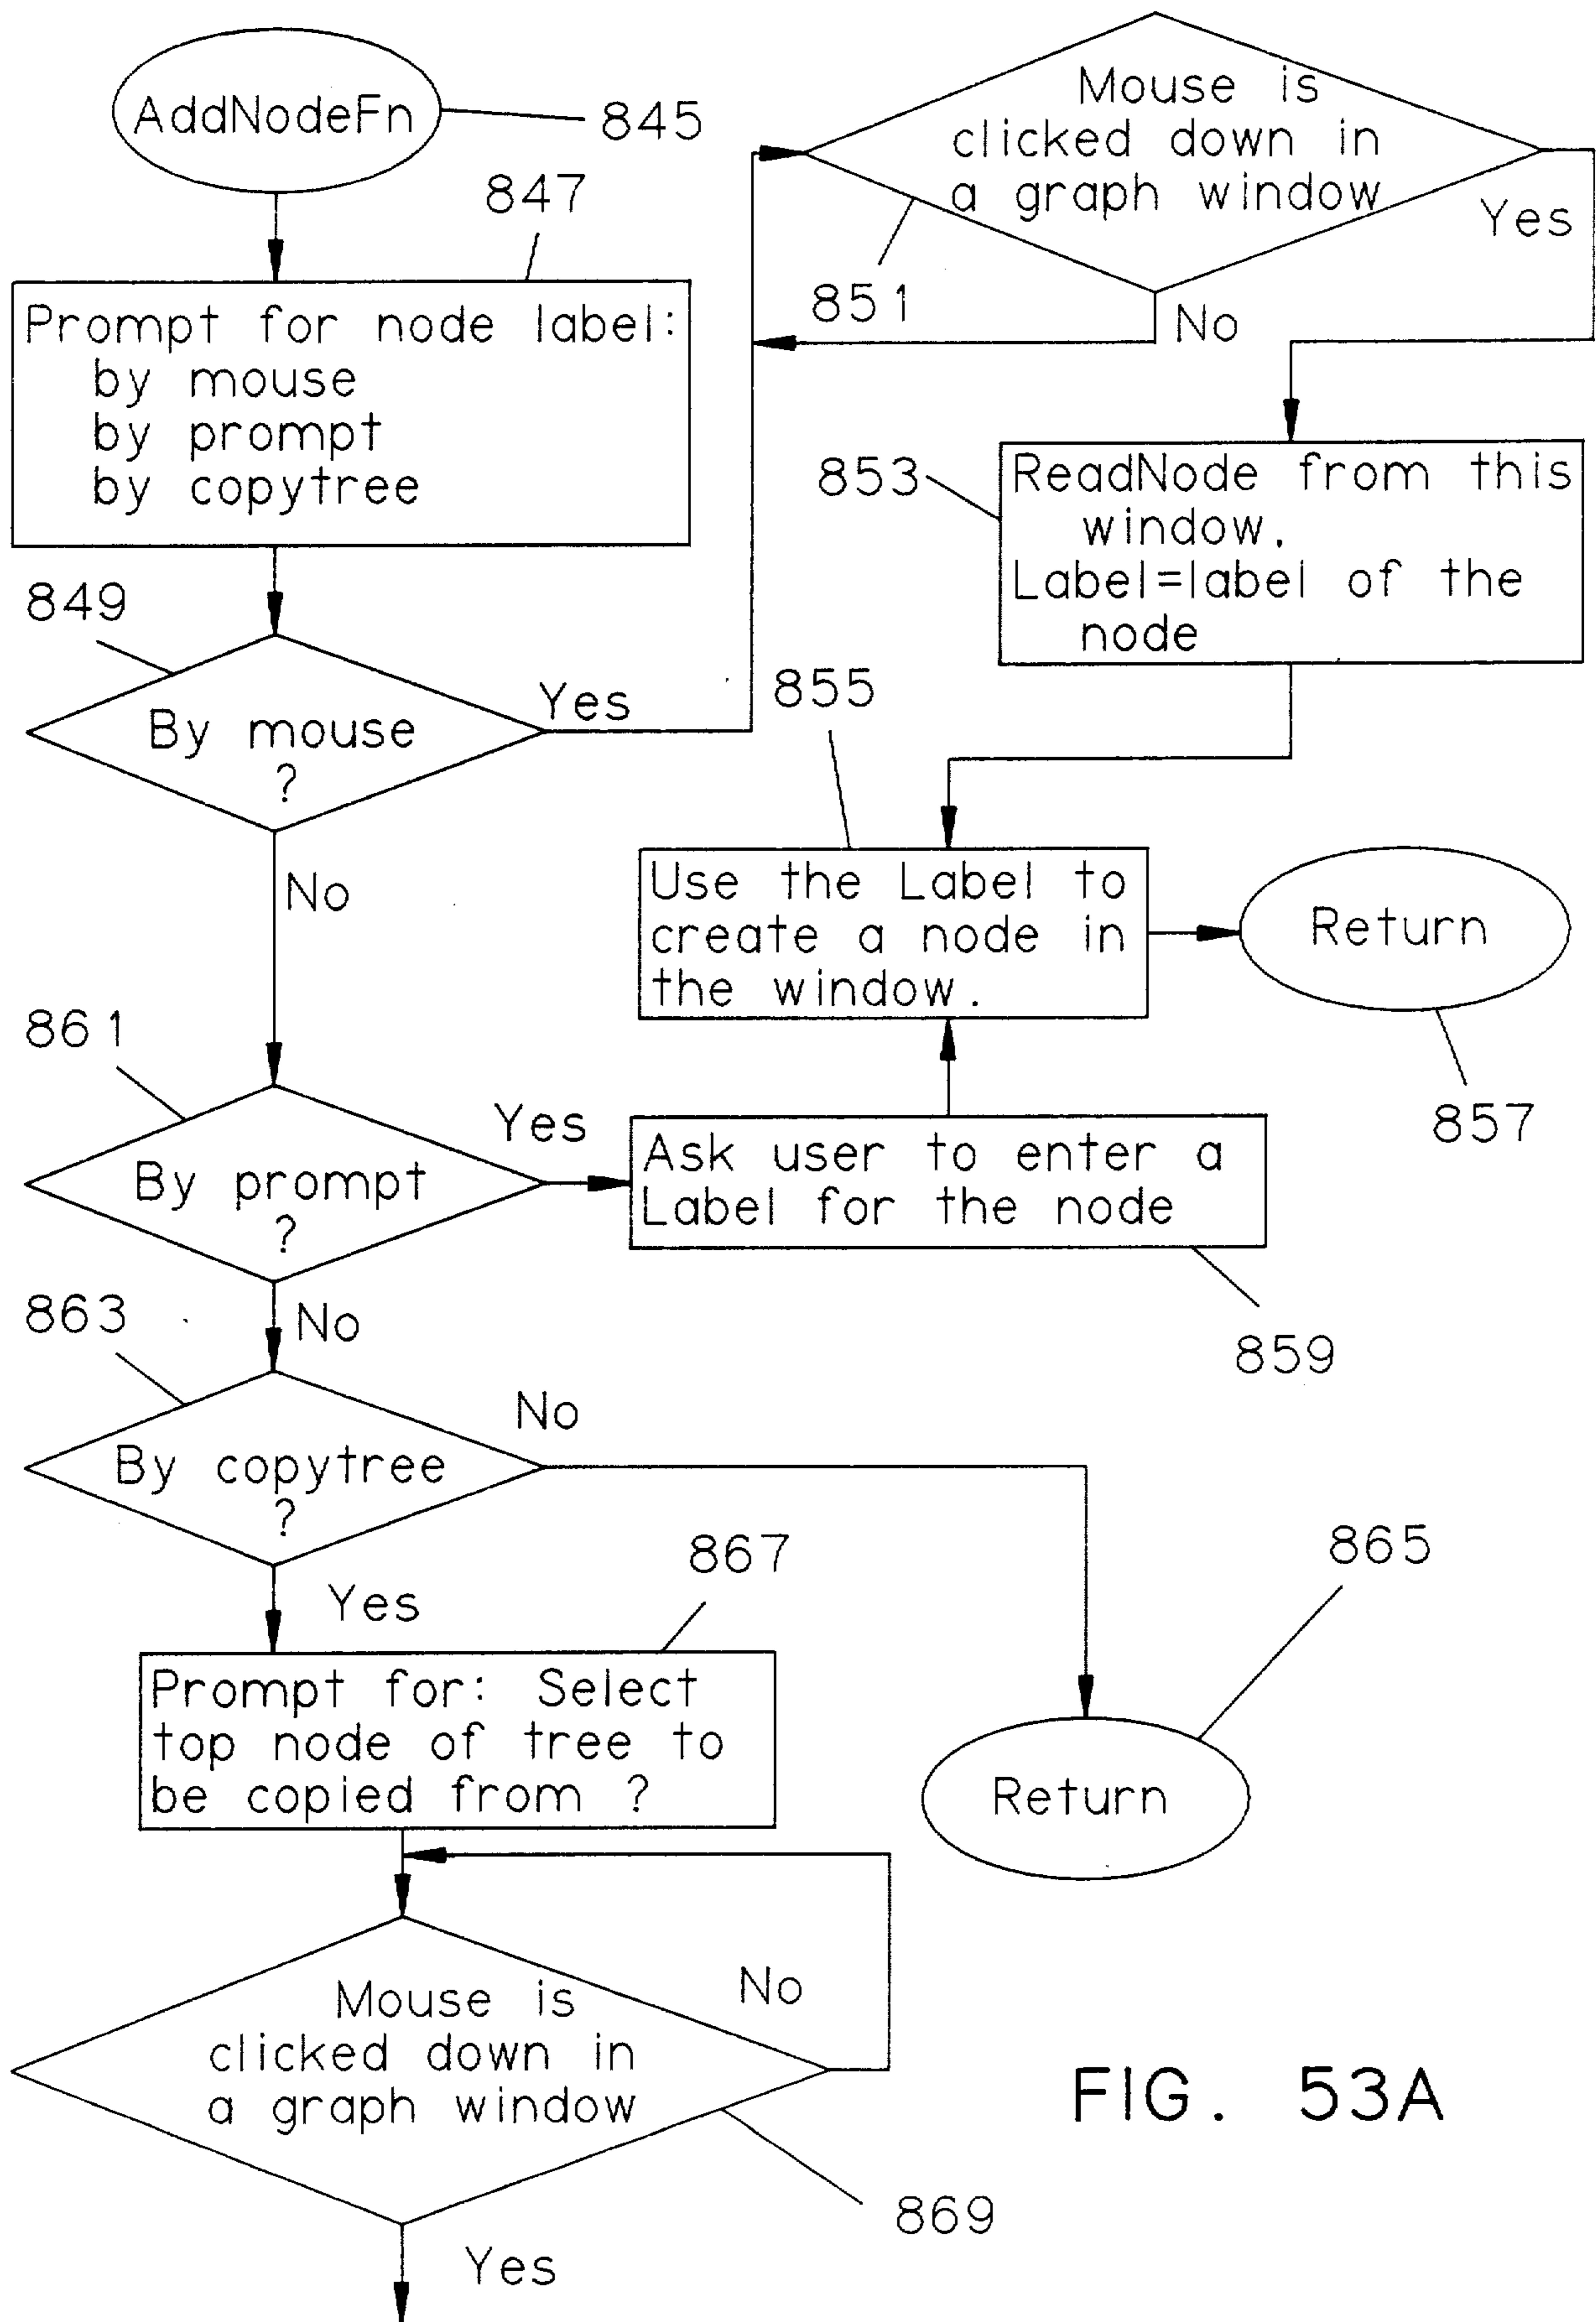 AddNodeFn
845
847
Prompt for node label:
by mouse
by prompt
by copytree
849
By mouse
?
Yes
No
Mouse is
clicked down in
a graph window
Yes
851
No
853
ReadNode from this
window.
Label=label of the
node
855
Use the Label to
create a node in
the window.
Return
857
861
By prompt
?
Yes
Ask user to enter a
Label for the node
859
No
863
By copytree
?
No
865
Return
Yes
867
Prompt for: Select
top node of tree to
be copied from ?
Mouse is
clicked down in
a graph window
No
869
Yes
FIG. 53A